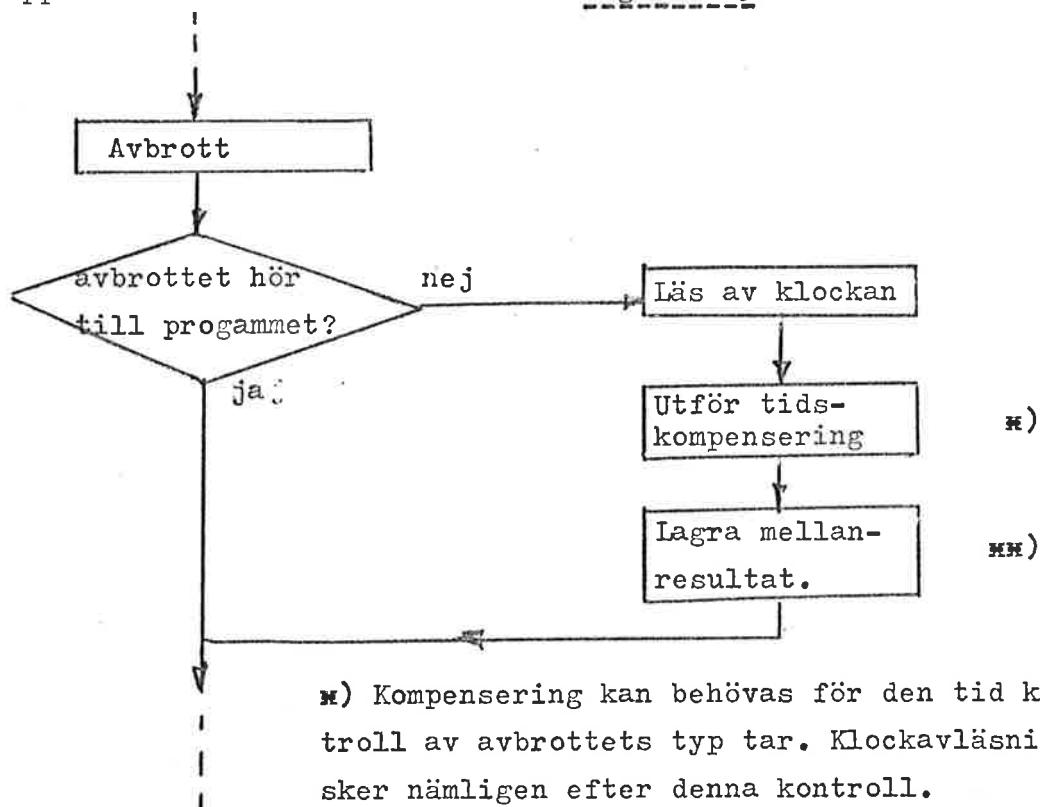 Avbrott
avbrottet hör
till progammet?
nej
ja
Läs av klockan
Utför tids-
kompensering
ж)
Lagra mellan-
resultat.
жж)
ж) Kompensering kan behövas för den tid k
troll av avbrottets typ tar. Klockavläsni
sker nämligen efter denna kontroll.